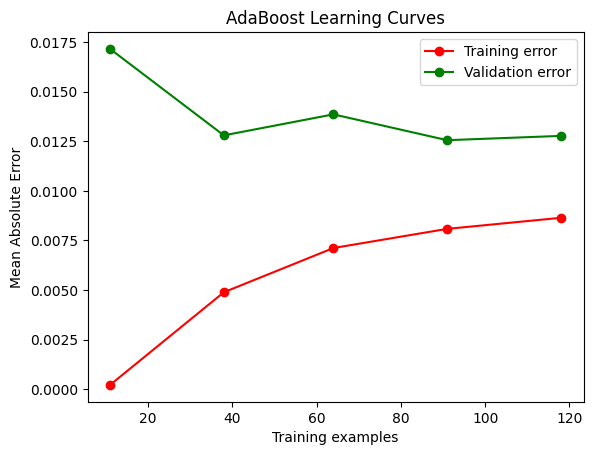 AdaBoost Learning Curves
Training error
Validation error
Mean Absolute Error
0.0175
0.0150
0.0125
0.0100
0.0075
0.0050
0.0025
0.0000
20 40 60 80 100 120
Training examples